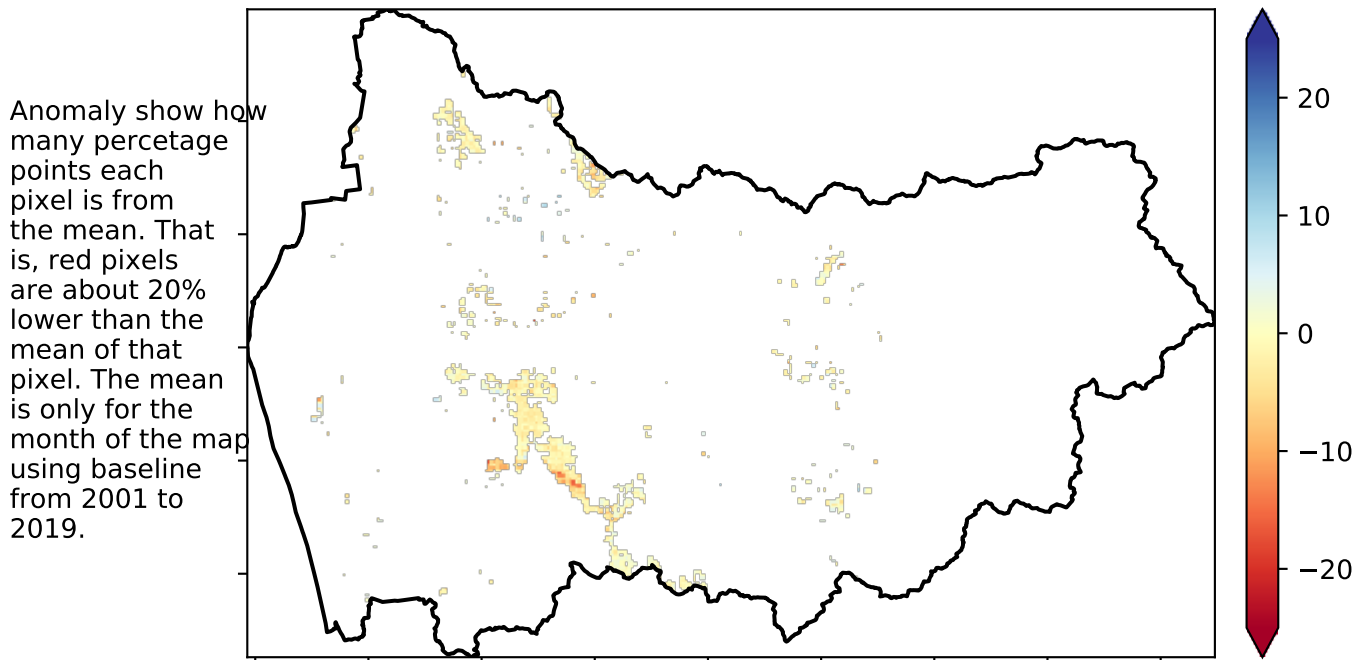 Anomaly show how
many percetage
points each
pixel is from
the mean. That
is, red pixels
are about 20%
lower than the
mean of that
pixel. The mean
is only for the
month of the map
using baseline
from 2001 to
2019.
20
10
0
−10
−20